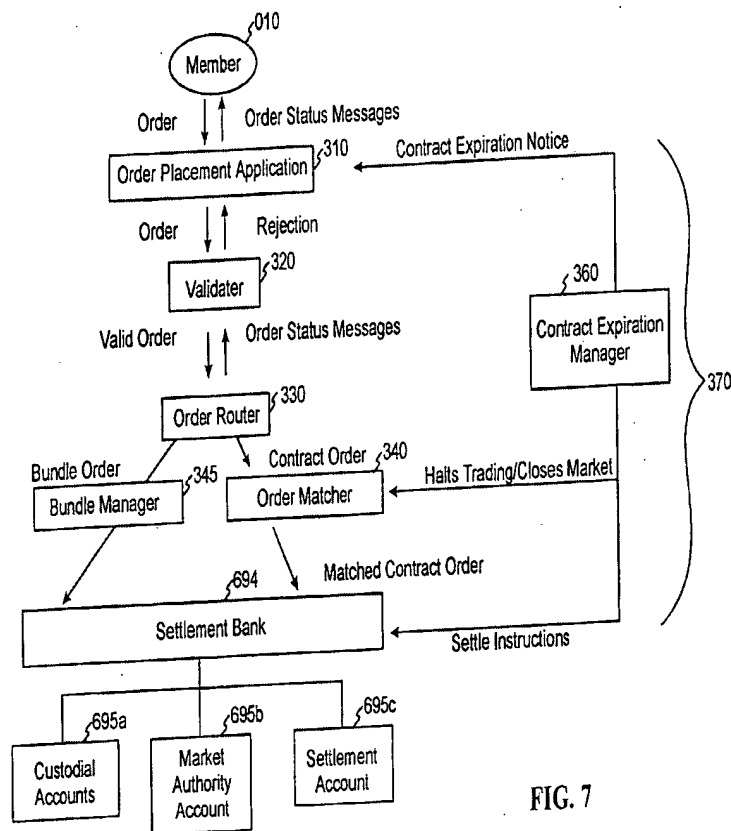 010
Member
Order
Order Status Messages
310
Order Placement Application
Contract Expiration Notice
Order
Rejection
320
Validater
360
Contract Expiration Manager
370
Valid Order
Order Status Messages
330
Order Router
Bundle Order
Contract Order
345
340
Bundle Manager
Order Matcher
Halts Trading/Closes Market
694
Matched Contract Order
Settlement Bank
Settle Instructions
695a
695b
695c
Custodial
Accounts
Market
Authority
Account
Settlement
Account
FIG. 7